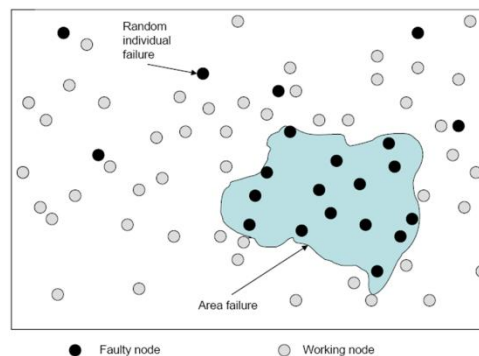 Random
individual
failure
Area failure
Faulty node
Working node